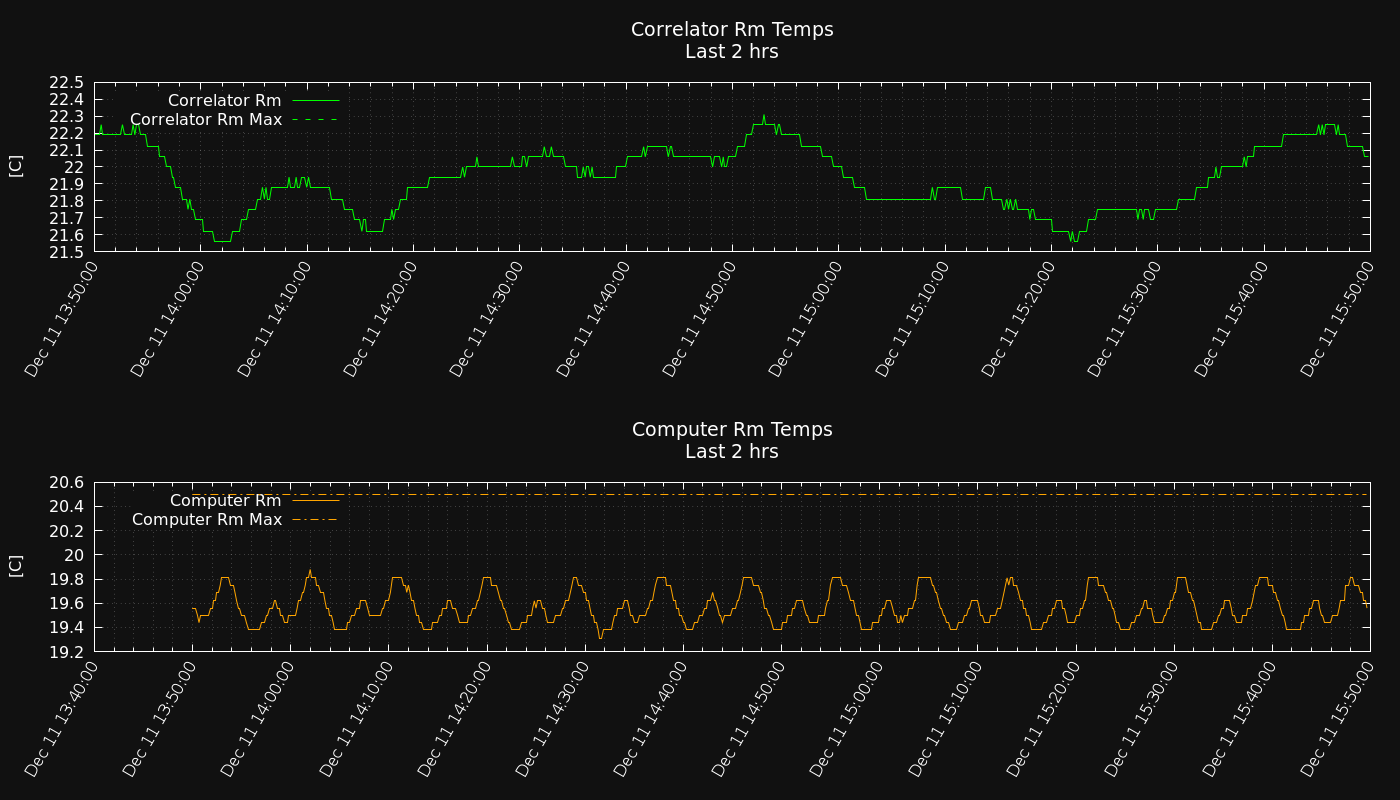 Correlator Rm Temps
Last 2 hrs
22.5
22.4
22.3
22.2
22.1
22
21.9
21.8
21.7
21.6
21.5
[C]
Correlator Rm
Correlator Rm Max
Dec 11 13:50:00
Dec 11 14:00:00
Dec 11 14:10:00
Dec 11 14:20:00
Dec 11 14:30:00
Dec 11 14:40:00
Dec 11 14:50:00
Dec 11 15:00:00
Dec 11 15:10:00
Dec 11 15:20:00
Dec 11 15:30:00
Dec 11 15:40:00
Dec 11 15:50:00
Computer Rm Temps
Last 2 hrs
20.6
20.4
20.2
20
19.8
19.6
19.4
19.2
[C]
Computer Rm
Computer Rm Max
Dec 11 13:40:00
Dec 11 13:50:00
Dec 11 14:00:00
Dec 11 14:10:00
Dec 11 14:20:00
Dec 11 14:30:00
Dec 11 14:40:00
Dec 11 14:50:00
Dec 11 15:00:00
Dec 11 15:10:00
Dec 11 15:20:00
Dec 11 15:30:00
Dec 11 15:40:00
Dec 11 15:50:00